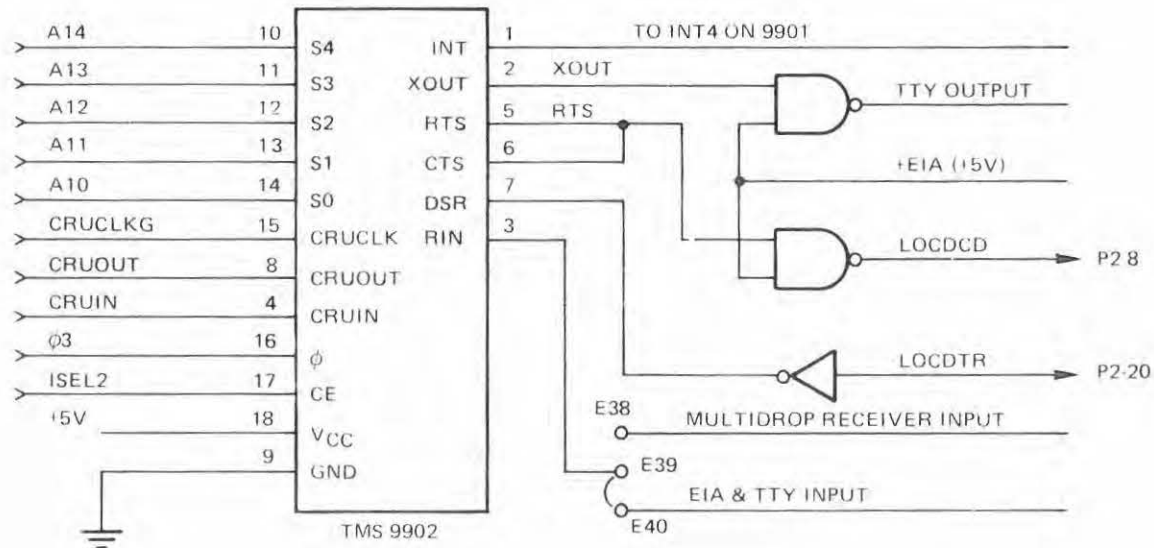 A14 10 S4 INT 1 TO INT4 ON 9901
A13 11 S3 XOUT 2 XOUT
TTY OUTPUT
A12 12 S2 RTS 5 RTS
A11 13 S1 CTS 6
+EIA (+5V)
A10 14 S0 DSR 7
CRUCLKG 15 CRUCLK RIN 3
LOCDCD P2 8
CRUOUT 8 CRUOUT
CRUIN 4 CRUIN
φ3 16 φ
LOCDTR P2-20
ISEL2 17 CE
E38 MULTIDROP RECEIVER INPUT
+5V 18 VCC
9 GND
E39
EIA & TTY INPUT
E40
TMS 9902